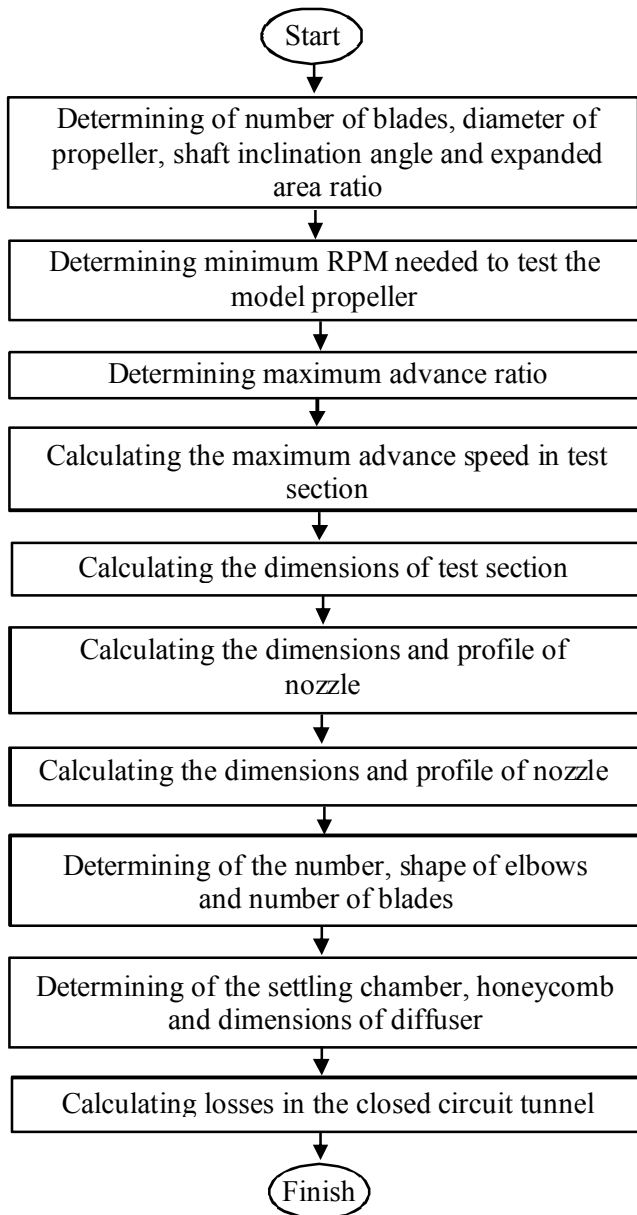 Start
Determining of number of blades, diameter of
propeller, shaft inclination angle and expanded
area ratio
Determining minimum RPM needed to test the
model propeller
Determining maximum advance ratio
Calculating the maximum advance speed in test
section
Calculating the dimensions of test section
Calculating the dimensions and profile of
nozzle
Calculating the dimensions and profile of nozzle
Determining of the number, shape of elbows
and number of blades
Determining of the settling chamber, honeycomb
and dimensions of diffuser
Calculating losses in the closed circuit tunnel
Finish